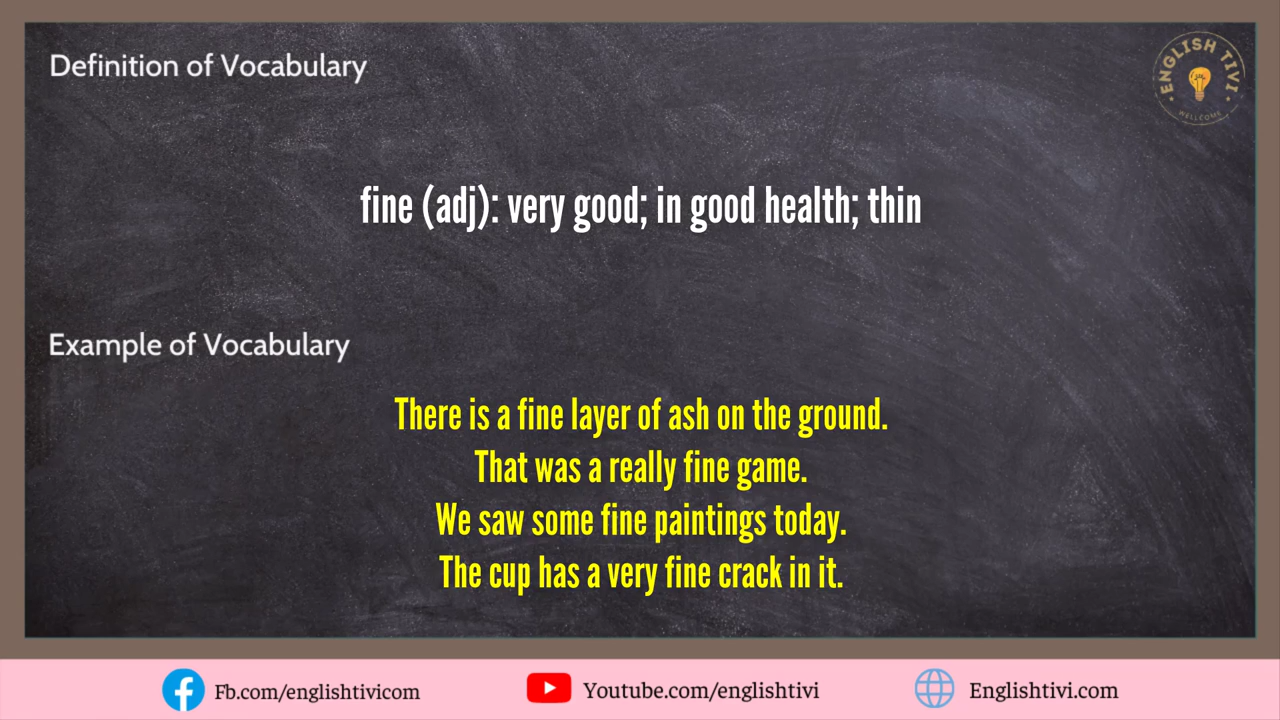 Definition of Vocabulary
ENGLISH TIVI
WELLCOME
fine (adj): very good; in good health; thin
Example of Vocabulary
There is a fine layer of ash on the ground.
That was a really fine game.
We saw some fine paintings today.
The cup has a very fine crack in it.
Fb.com/englishtivicom
Youtube.com/englishtivi
Englishtivi.com